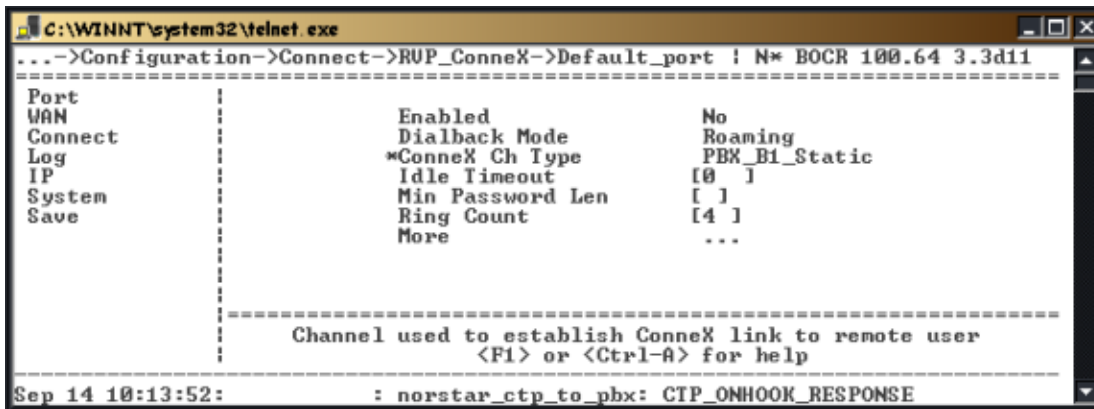 C:\WINNT\system32\telnet.exe
...->Configuration->Connect->RVP_ConneX->Default_port ¦ N* BOCR 100.64 3.3d11
Port
WAN Enabled No
Connect Dialback Mode Roaming
Log *ConneX Ch Type PBX_B1_Static
IP Idle Timeout [0 ]
System Min Password Len [ ]
Save Ring Count [4 ]
More ...
Channel used to establish ConneX link to remote user
<F1> or <Ctrl-A> for help
Sep 14 10:13:52: : norstar_ctp_to_pbx: CTP_ONHOOK_RESPONSE